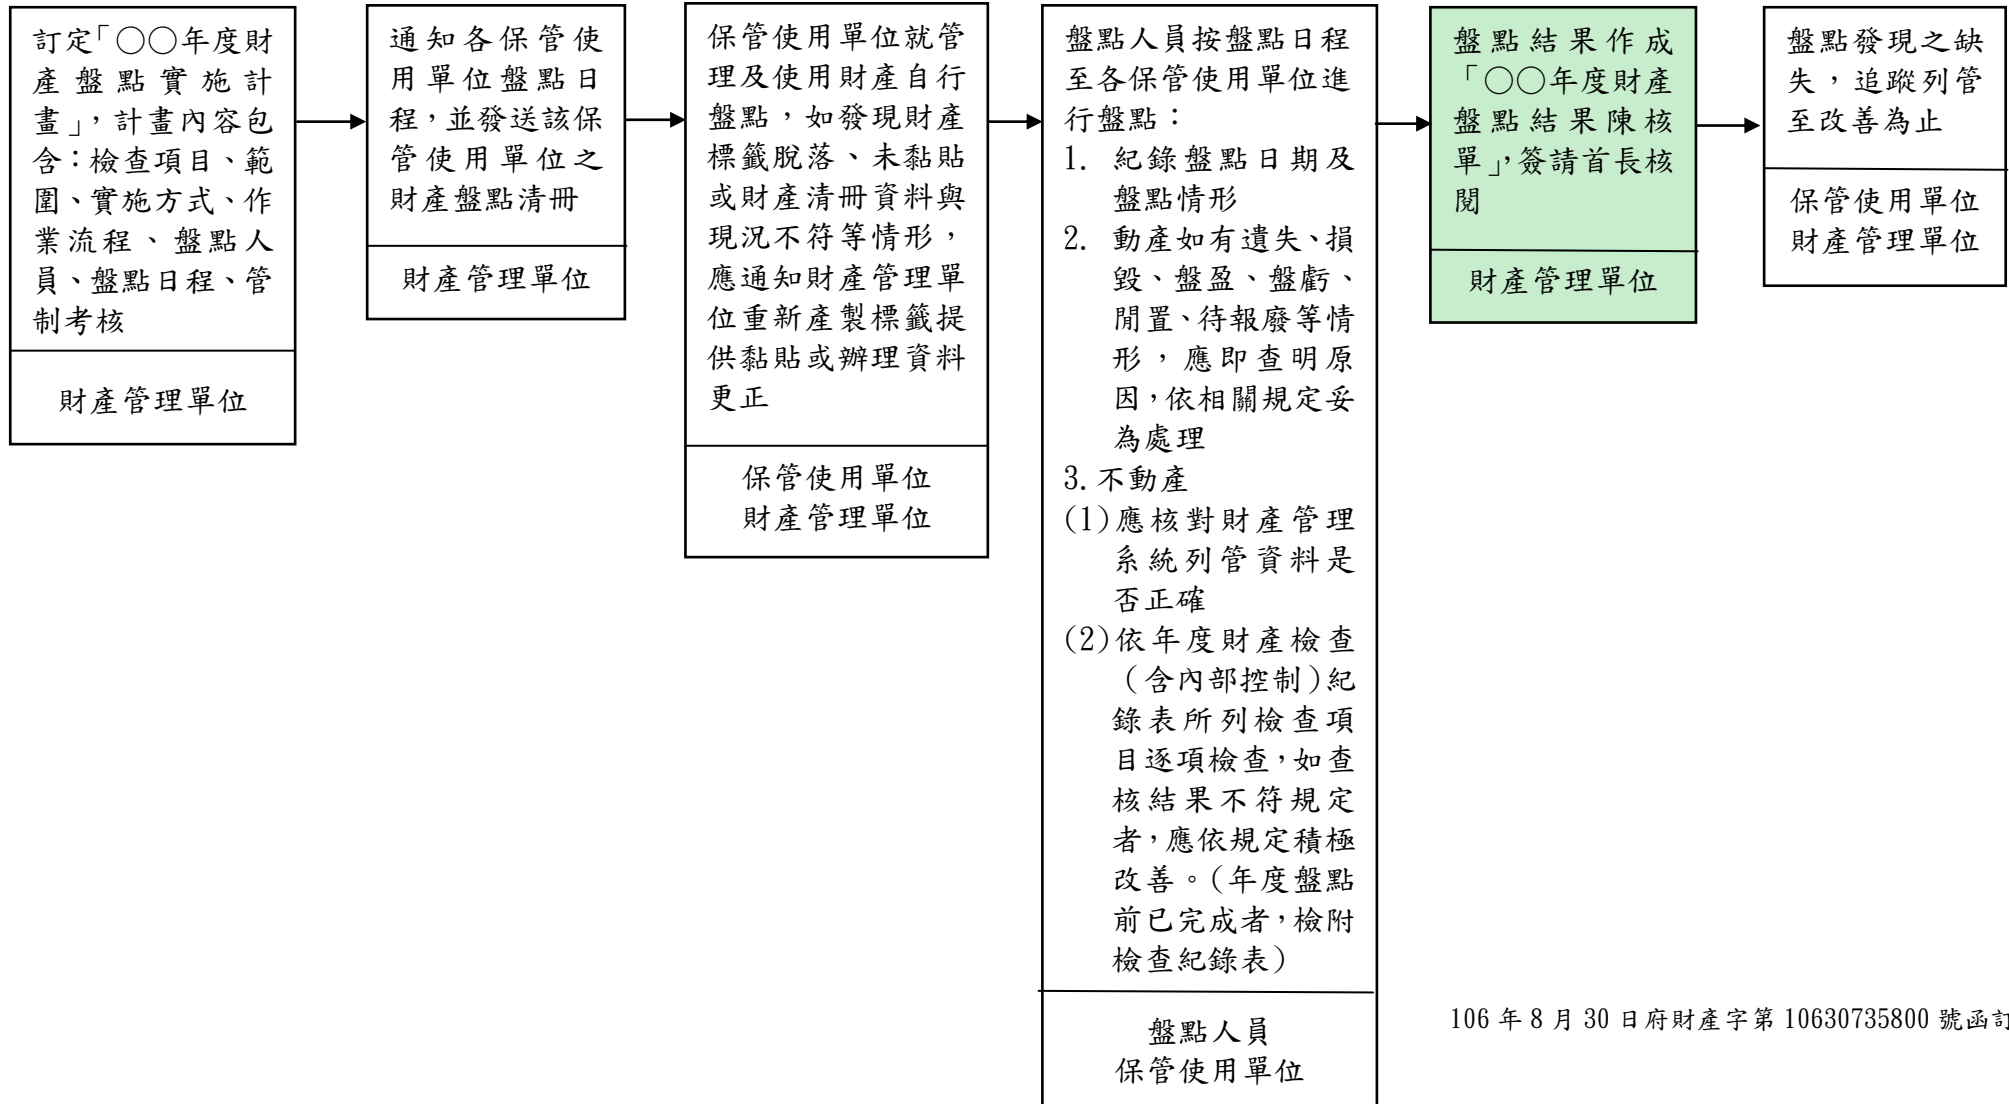 訂定「○○年度財
產盤點實施計
畫」，計畫內容包
含：檢查項目、範
圍、實施方式、作
業流程、盤點人
員、盤點日程、管
制考核
財產管理單位
通知各保管使
用單位盤點日
程，並發送該保
管使用單位之
財產盤點清冊
財產管理單位
保管使用單位就管
理及使用財產自行
盤點，如發現財產
標籤脫落、未黏貼
或財產清冊資料與
現況不符等情形，
應通知財產管理單
位重新產製標籤提
供黏貼或辦理資料
更正
保管使用單位
財產管理單位
盤點人員按盤點日程
至各保管使用單位進
行盤點：
1. 紀錄盤點日期及
盤點情形
2. 動產如有遺失、損
毀、盤盈、盤虧、
閒置、待報廢等情
形，應即查明原
因，依相關規定妥
為處理
3.不動產
(1)應核對財產管理
系統列管資料是
否正確
(2)依年度財產檢查
（含內部控制）紀
錄表所列檢查項
目逐項檢查，如查
核結果不符規定
者，應依規定積極
改善。（年度盤點
前已完成者，檢附
檢查紀錄表）
盤點人員
保管使用單位
盤點結果作成
「○○年度財產
盤點結果陳核
單」，簽請首長核
閱
財產管理單位
盤點發現之缺
失，追蹤列管
至改善為止
保管使用單位
財產管理單位
106 年 8 月 30 日府財產字第 10630735800 號函訂